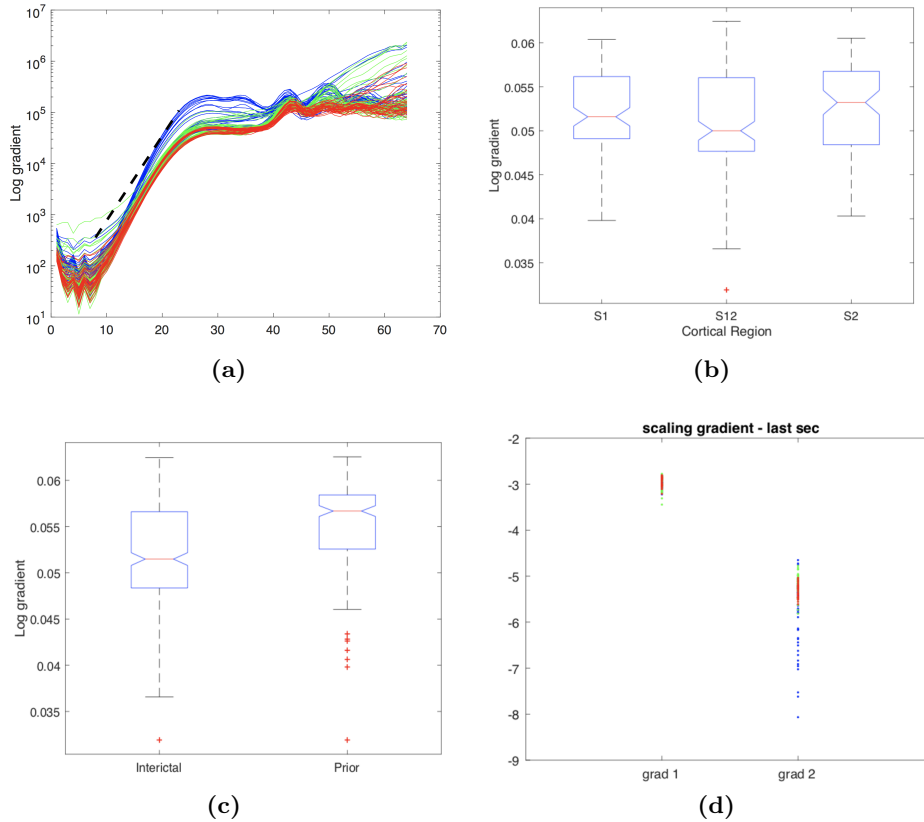 10^7
10^6
10^5
10^4
10^3
10^2
10^1
Log gradient
0 10 20 30 40 50 60 70
(a)
0.06
0.055
0.05
0.045
0.04
0.035
Log gradient
S1 S12 S2
Cortical Region
(b)
0.06
0.055
0.05
0.045
0.04
0.035
Log gradient
Interictal Prior
(c)
scaling gradient - last sec
-2
-3
-4
-5
-6
-7
-8
-9
grad 1 grad 2
(d)